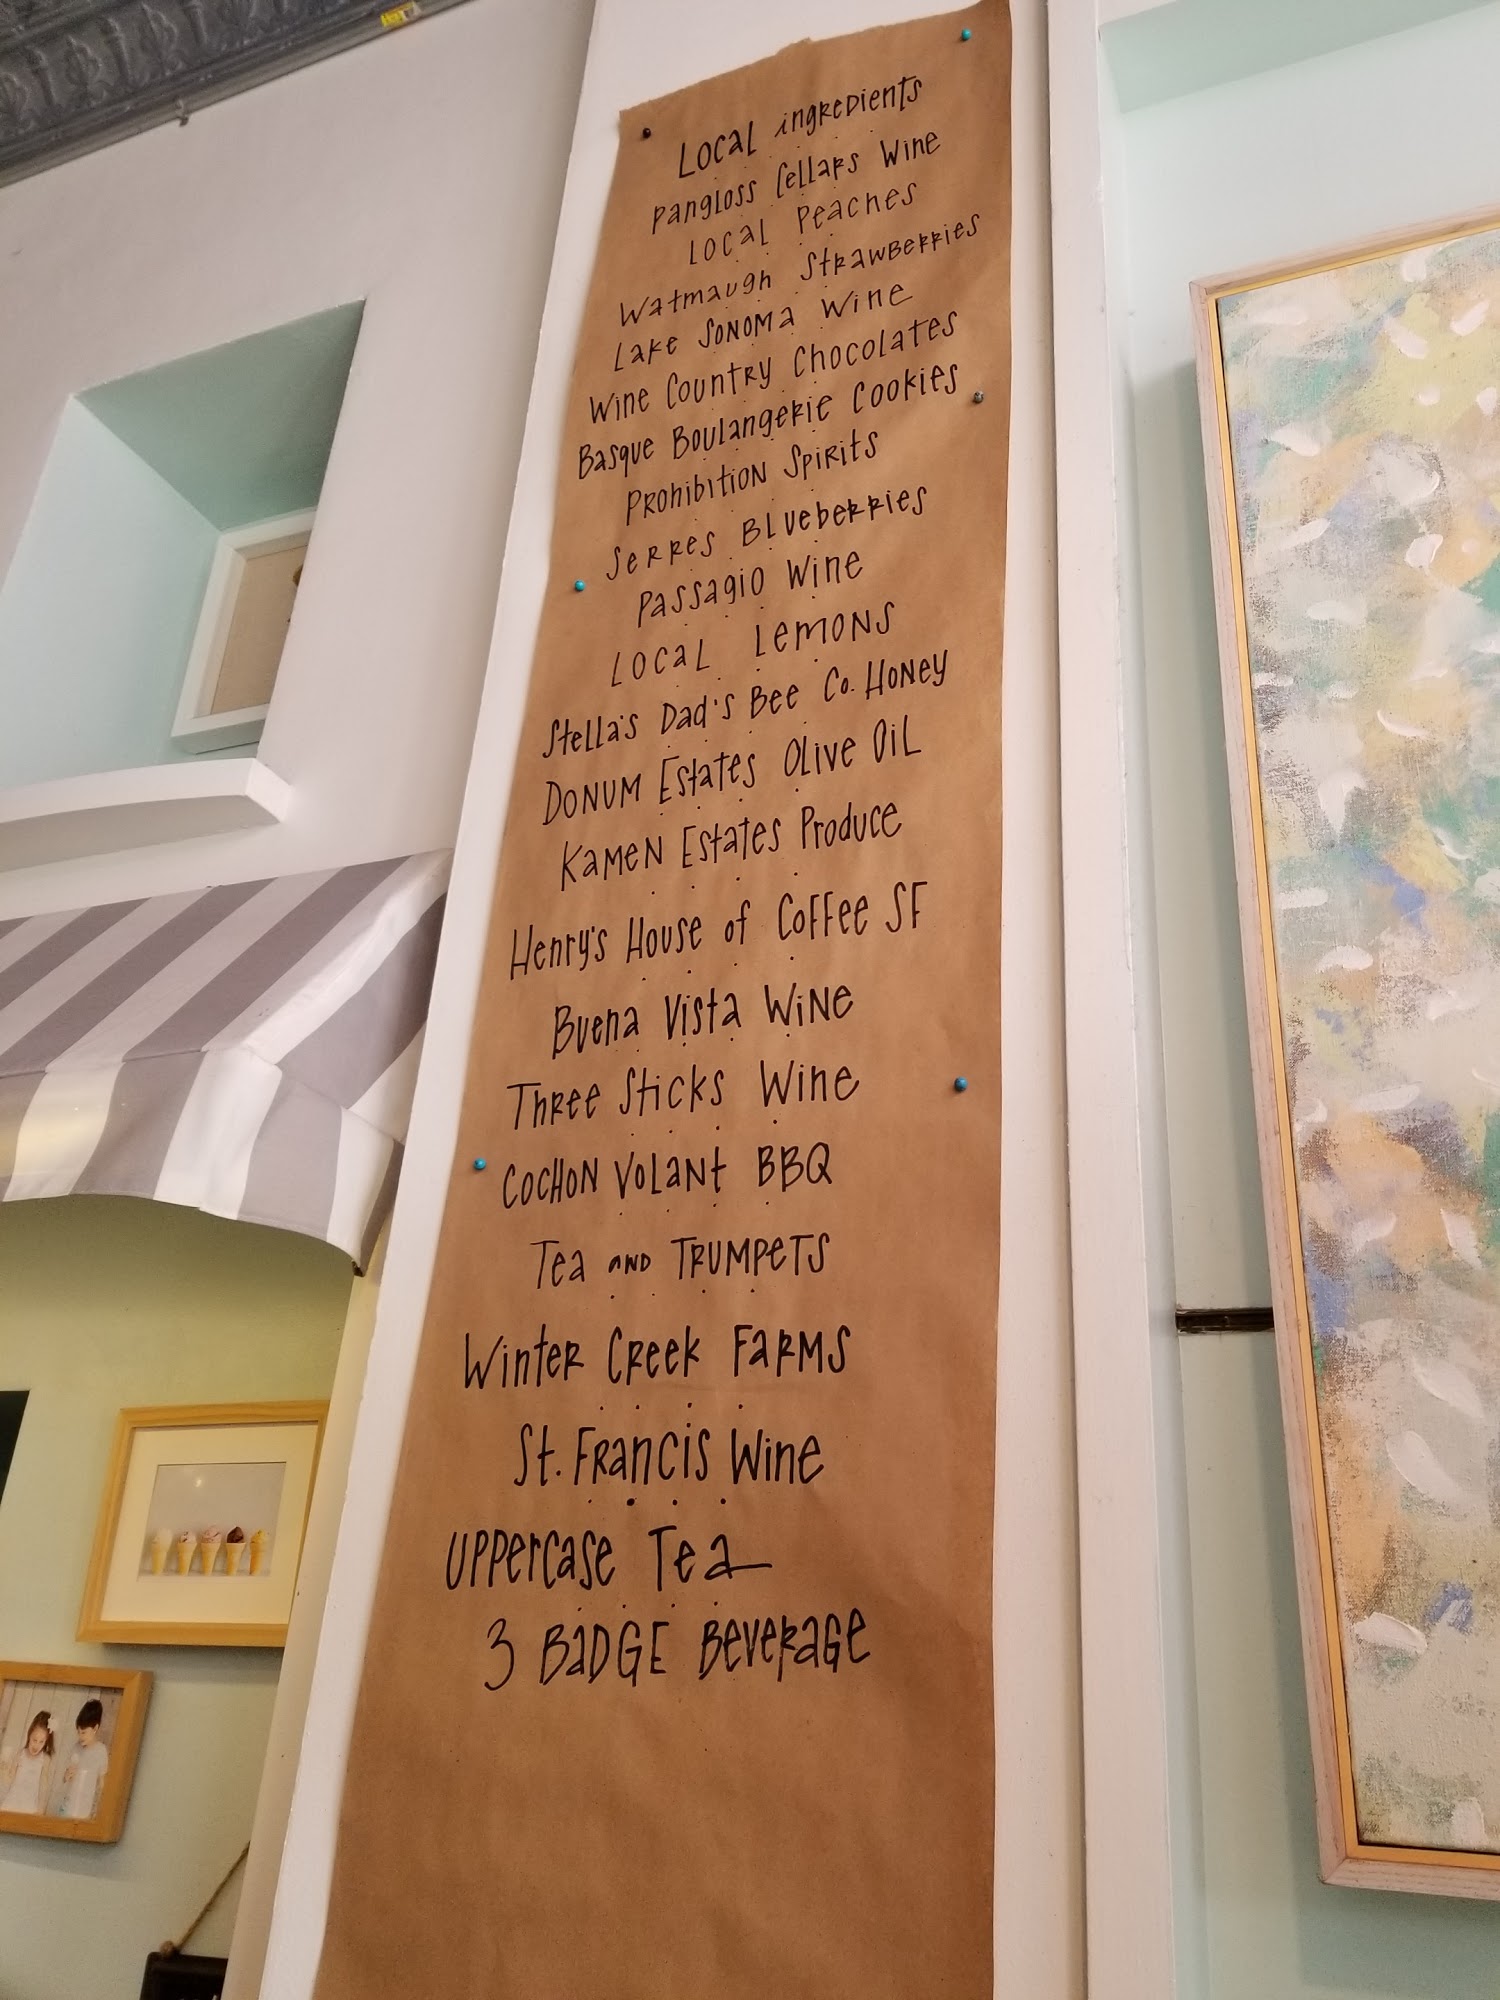 Local ingredients
Pangloss Cellars Wine
Local Peaches
Watmaugh Strawberries
Lake Sonoma Wine
Wine Country Chocolates
Basque Boulangerie Cookies
Prohibition Spirits
Serres Blueberries
Passagio Wine
Local Lemons
Stella's Dad's Bee Co. Honey
Donum Estates Olive Oil
Kamen Estates Produce
Henry's House of Coffee SF
Buena Vista Wine
Three Sticks Wine
Cochon Volant BBQ
Tea and Trumpets
Winter Creek Farms
St. Francis Wine
Uppercase Tea
3 Badge Beverage